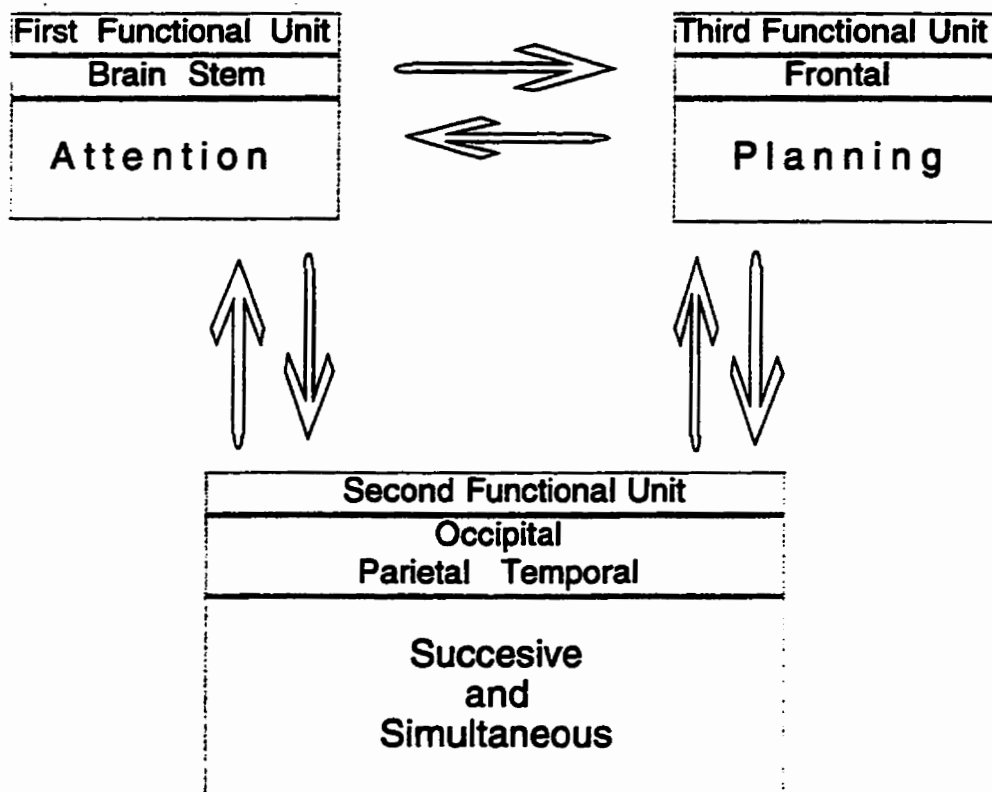 First Functional Unit
Brain Stem
Attention
Third Functional Unit
Frontal
Planning
Second Functional Unit
Occipital
Parietal Temporal
Succesive
and
Simultaneous